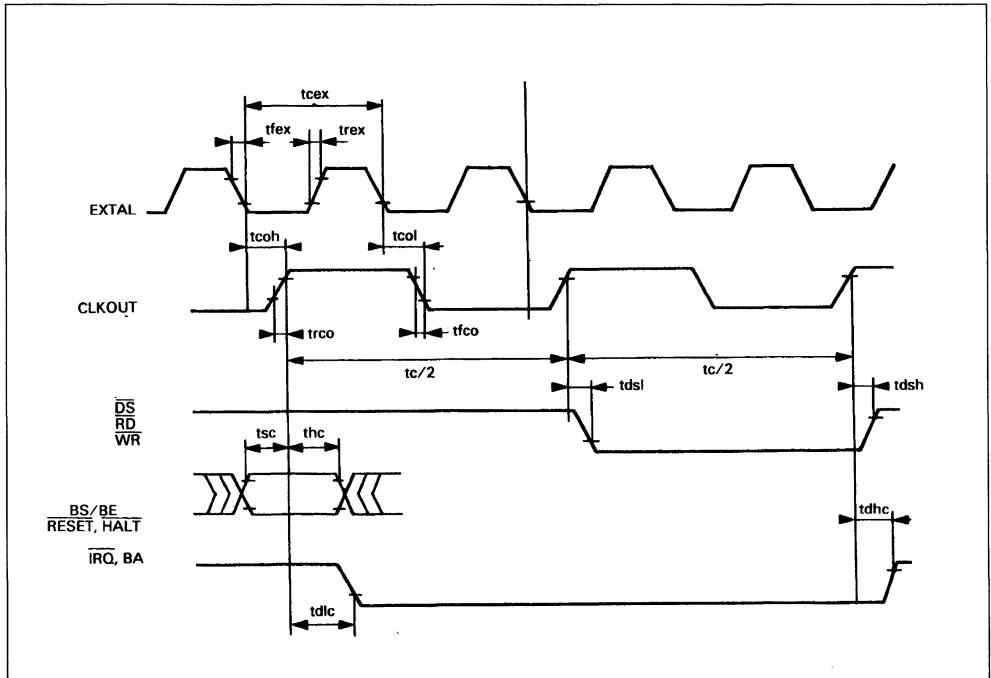 tcex
tfex
trex
EXTAL
tcoh
tcol
CLKOUT
trco
tfco
tc/2
tc/2
DS
RD
WR
tdsl
tdsh
tsc
thc
BS/BE
RESET, HALT
tdhc
IRQ, BA
tdlc